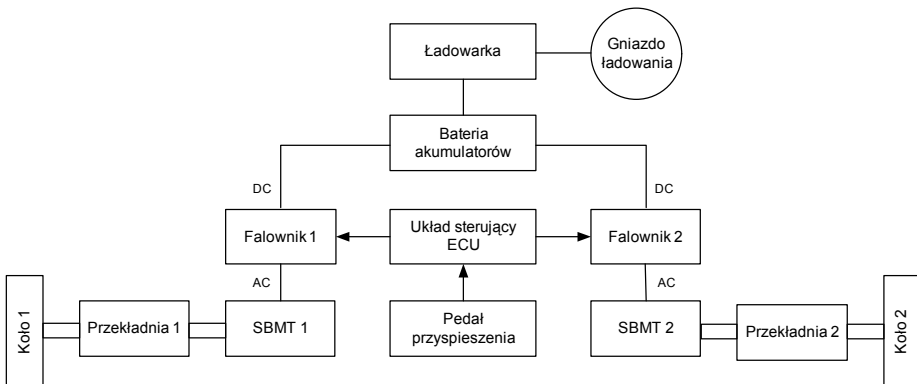 Ładowarka
Gniazdo
ładowania
Bateria
akumulatorów
DC
DC
Falownik 1
Układ sterujący
ECU
Falownik 2
AC
AC
Koło 1
Przekładnia 1
SBMT 1
Pedał
przyspieszenia
SBMT 2
Przekładnia 2
Koło 2